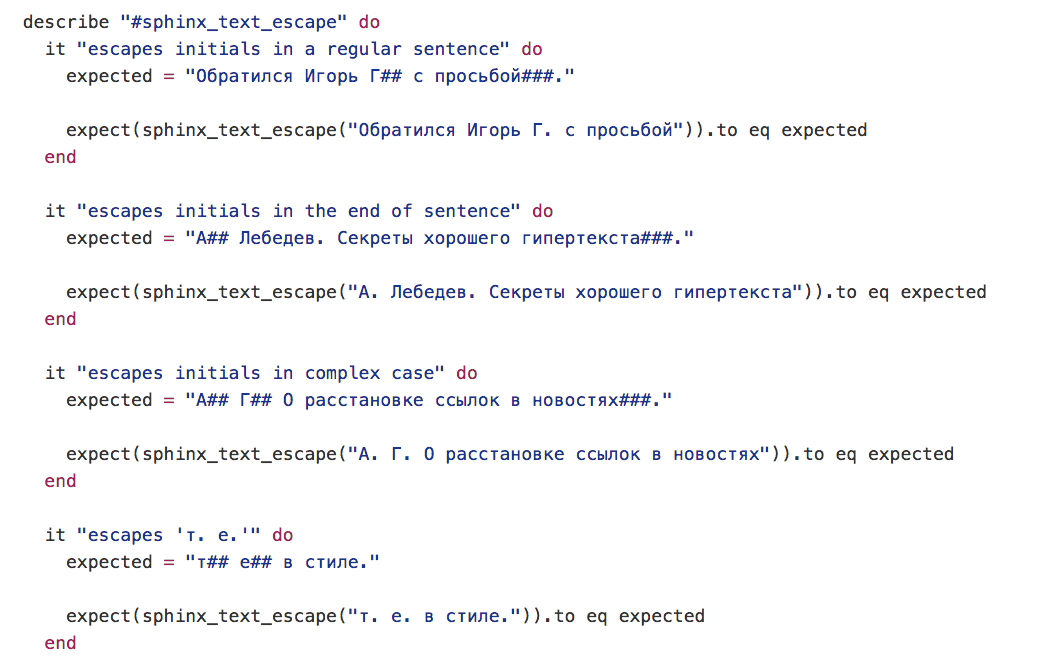 describe "#sphinx_text_escape" do
it "escapes initials in a regular sentence" do
expected = "Обратился Игорь Г## с просьбой###."
expect(sphinx_text_escape("Обратился Игорь Г. с просьбой")).to eq expected
end
it "escapes initials in the end of sentence" do
expected = "А## Лебедев. Секреты хорошего гипертекста###."
expect(sphinx_text_escape("А. Лебедев. Секреты хорошего гипертекста")).to eq expected
end
it "escapes initials in complex case" do
expected = "А## Г## О расстановке ссылок в новостях###."
expect(sphinx_text_escape("А. Г. О расстановке ссылок в новостях")).to eq expected
end
it "escapes 'т. е.'" do
expected = "т## е## в стиле."
expect(sphinx_text_escape("т. е. в стиле.")).to eq expected
end